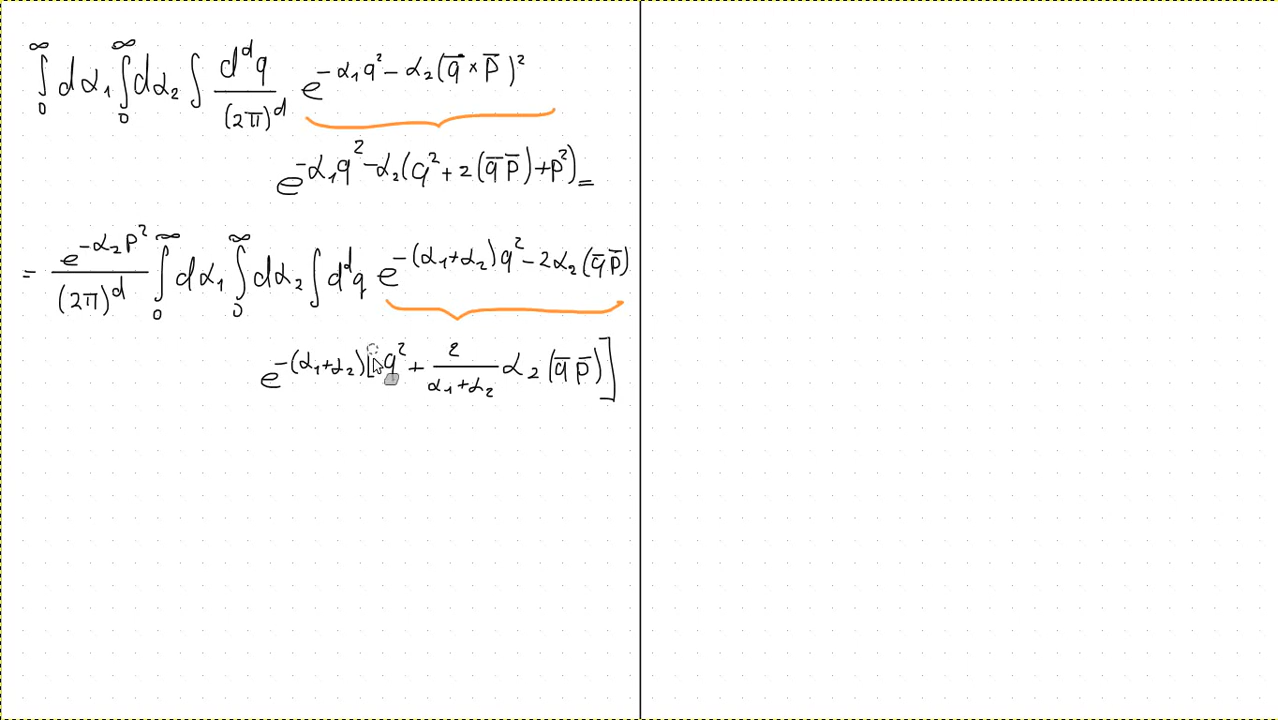 ∫₀^∞ dα₁ ∫₀^∞ dα₂ ∫ d^d q / (2π)^d e^{-α₁q² - α₂(q̄ × p̄)²}
e^{-α₁q² - α₂(q² + 2(q̄p̄) + p²)} =
= e^{-α₂p²} / (2π)^d ∫₀^∞ dα₁ ∫₀^∞ dα₂ ∫ d^d q e^{-(α₁+α₂)q² - 2α₂(q̄p̄)}
e^{-(α₁+α₂)[q² + 2/(α₁+α₂) α₂(q̄p̄)]}